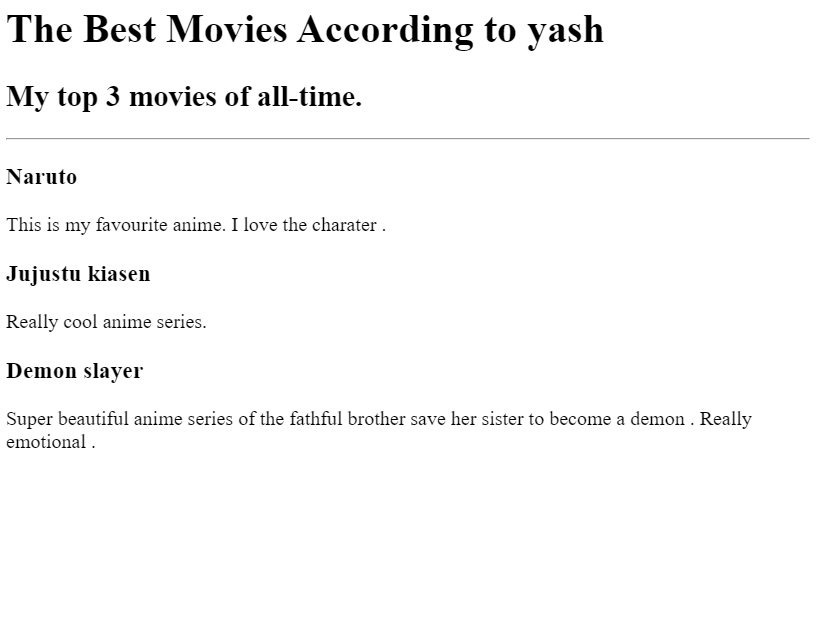 The Best Movies According to yash
My top 3 movies of all-time.
Naruto
This is my favourite anime. I love the charater .
Jujustu kiasen
Really cool anime series.
Demon slayer
Super beautiful anime series of the fathful brother save her sister to become a demon . Really
emotional .